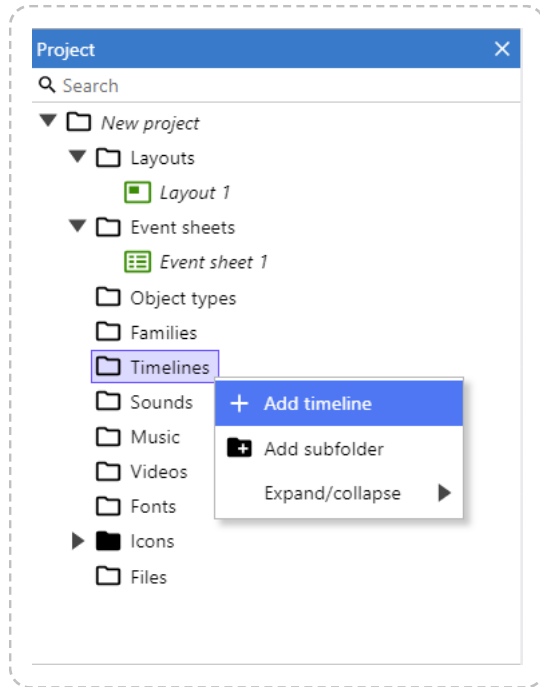 Project
Search
New project
Layouts
Layout 1
Event sheets
Event sheet 1
Object types
Families
Timelines
Sounds
Music
Videos
Fonts
Icons
Files
Add timeline
Add subfolder
Expand/collapse